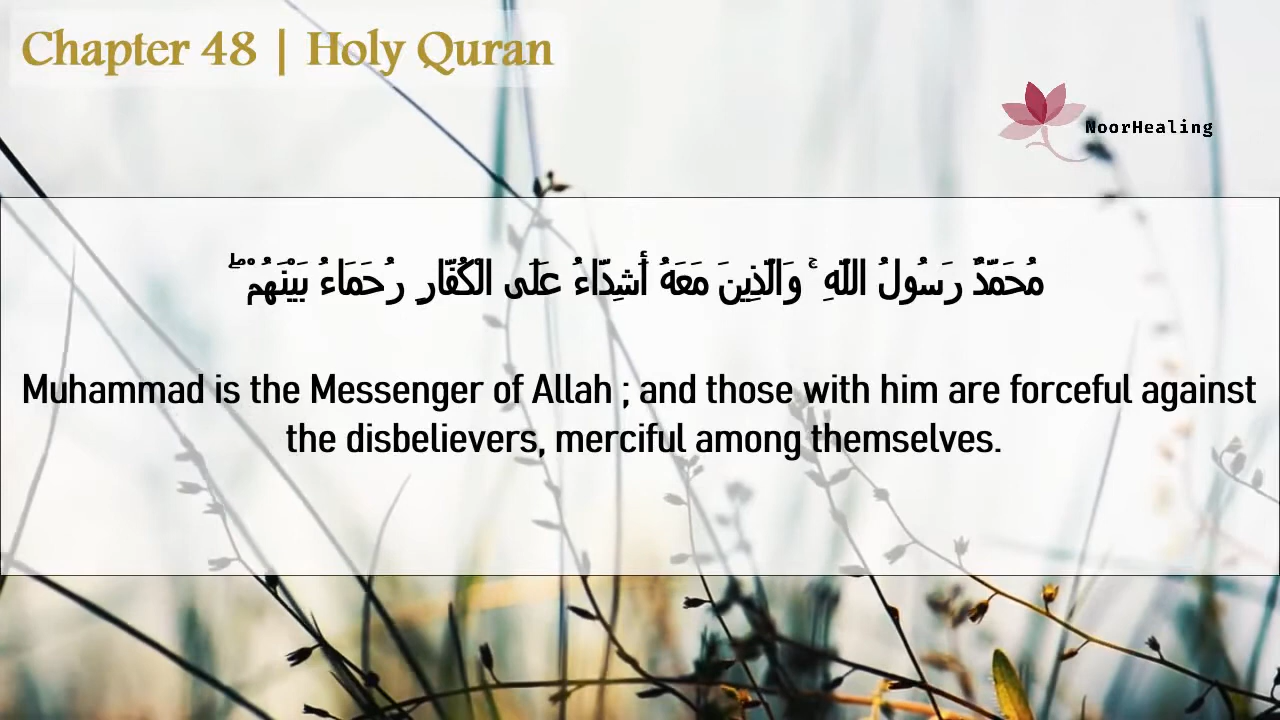 Chapter 48 | Holy Quran
NoorHealing
مُحَمَّدٌ رَسُولُ اللَّهِ ۚ وَالَّذِينَ مَعَهُ أَشِدَّاءُ عَلَى الْكُفَّارِ رُحَمَاءُ بَيْنَهُمْ ۖ
Muhammad is the Messenger of Allah ; and those with him are forceful against
the disbelievers, merciful among themselves.